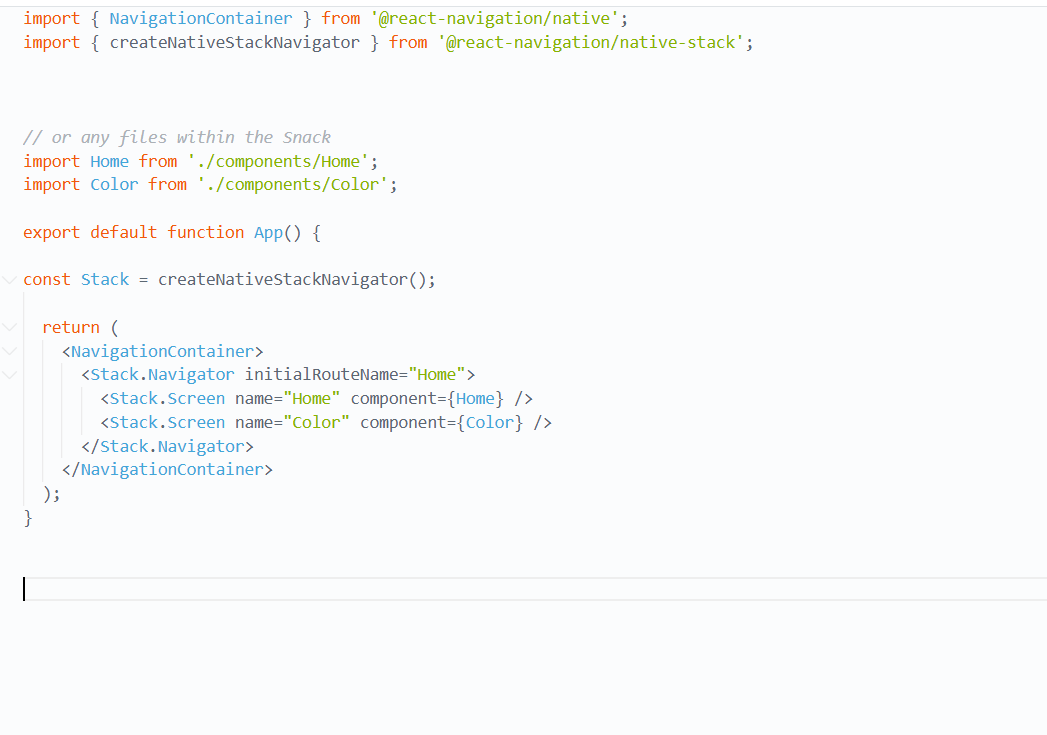 import { NavigationContainer } from '@react-navigation/native';
import { createNativeStackNavigator } from '@react-navigation/native-stack';
// or any files within the Snack
import Home from './components/Home';
import Color from './components/Color';
export default function App() {
const Stack = createNativeStackNavigator();
return (
<NavigationContainer>
<Stack.Navigator initialRouteName="Home">
<Stack.Screen name="Home" component={Home} />
<Stack.Screen name="Color" component={Color} />
</Stack.Navigator>
</NavigationContainer>
);
}